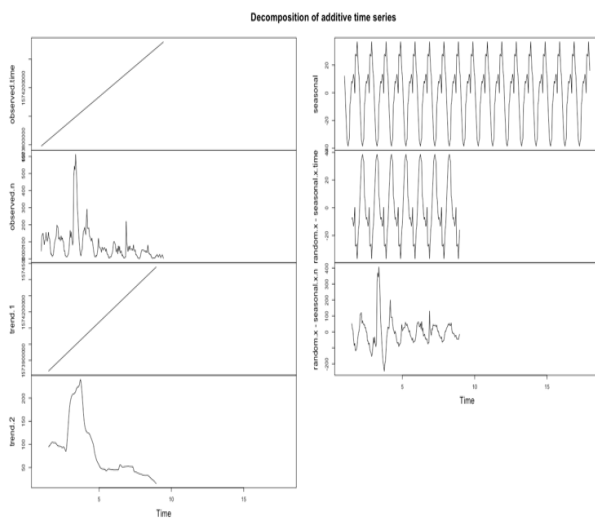 Decomposition of additive time series
observed.time
1574200000
observed.n
0 100 200 300 400 500
trend.1
1573900000 1574200000
trend.2
50 100 150 200
5 10 15
Time
seasonal
-20 0 20
random.x - seasonal.x.time
-20 0 20
random.x - seasonal.x.n
-200 0 100 200 300 400
5 10 15
Time